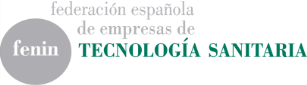 federación española
de empresas de
fenin TECNOLOGÍA SANITARIA